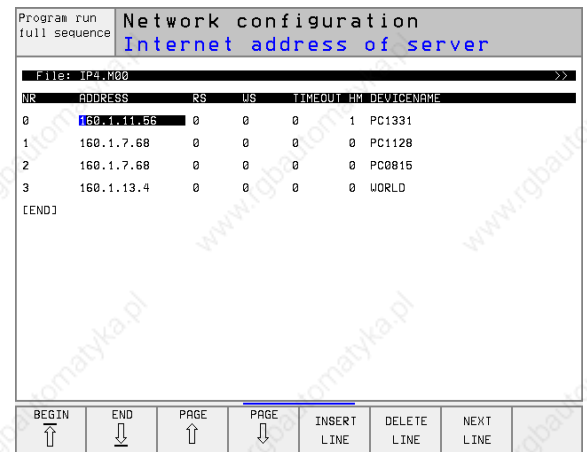 Program run
full sequence
Network configuration
Internet address of server
File: IP4.M00 >>
NR ADDRESS RS WS TIMEOUT HM DEVICENAME
0 160.1.11.56 0 0 0 1 PC1331
1 160.1.7.68 0 0 0 0 PC1128
2 160.1.7.68 0 0 0 0 PC0815
3 160.1.13.4 0 0 0 0 WORLD
[END]
BEGIN
END
PAGE
PAGE
INSERT
LINE
DELETE
LINE
NEXT
LINE
www.rgbautomatyka.pl